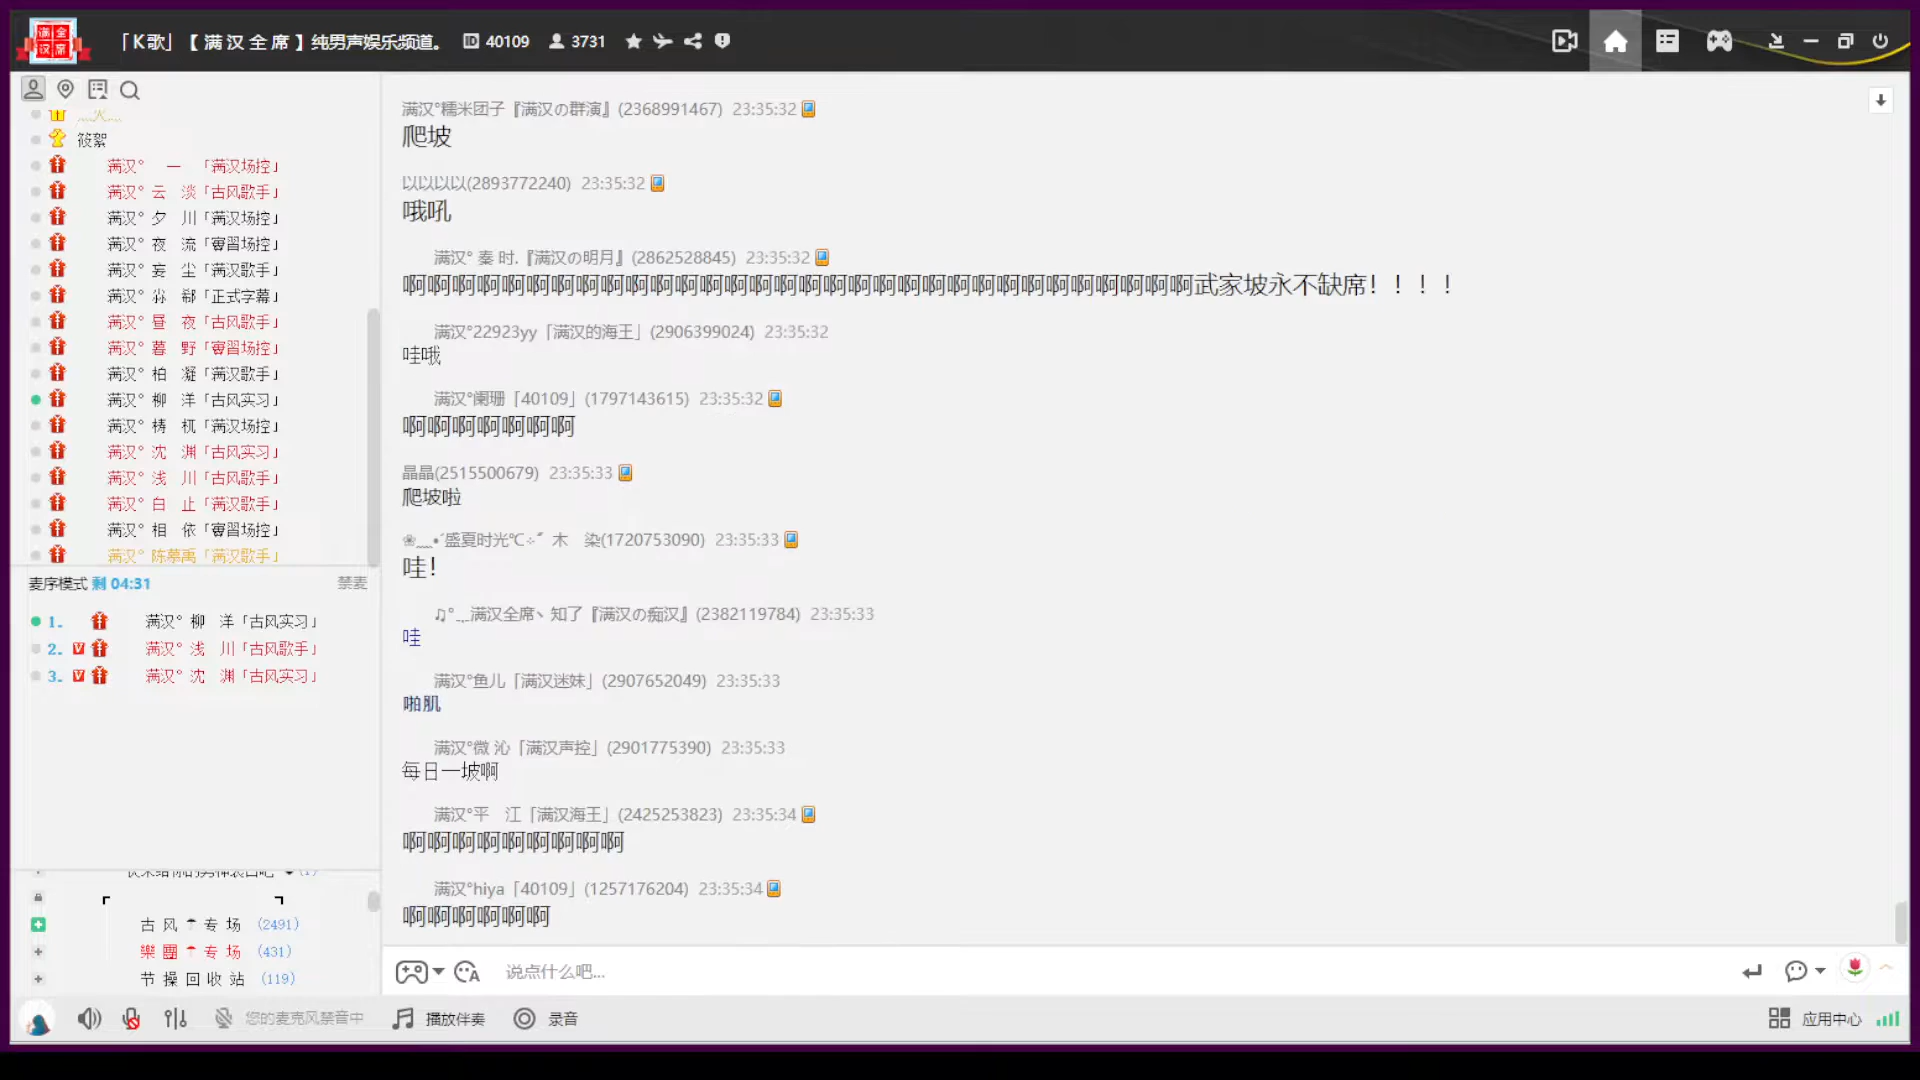 「K歌」【 满 汉 全 席 】纯男声娱乐频道。 ID 40109 3731
筱絮
满汉° 一 「满汉场控」
满汉° 云 淡「古风歌手」
满汉° 夕 川「满汉场控」
满汉° 夜 流「實習场控」
满汉° 妄 尘「满汉歌手」
满汉° 尛 鄩「正式字幕」
满汉° 昼 夜「古风歌手」
满汉° 暮 野「實習场控」
满汉° 柏 凝「满汉歌手」
满汉° 柳 洋「古风实习」
满汉° 梼 杌「满汉场控」
满汉° 沈 渊「古风实习」
满汉° 浅 川「古风歌手」
满汉° 白 止「满汉歌手」
满汉° 相 依「實習场控」
满汉° 陈慕禹「满汉歌手」
麦序模式 剩 04:31 禁麦
1. 满汉° 柳 洋「古风实习」
2. 满汉° 浅 川「古风歌手」
3. 满汉° 沈 渊「古风实习」
古 风 ☂ 专 场 (2491)
樂 團 ☂ 专 场 (431)
节 操 回 收 站 (119)
满汉°糯米团子『满汉の群演』(2368991467) 23:35:32
爬坡
以以以以(2893772240) 23:35:32
哦吼
满汉° 秦 时.『满汉の明月』(2862528845) 23:35:32
啊啊啊啊啊啊啊啊啊啊啊啊啊啊啊啊啊啊啊啊啊啊啊啊啊啊啊啊啊啊啊啊武家坡永不缺席！！！！
满汉°22923yy「满汉的海王」(2906399024) 23:35:32
哇哦
满汉°阑珊「40109」(1797143615) 23:35:32
啊啊啊啊啊啊啊
晶晶(2515500679) 23:35:33
爬坡啦
❀﹏•´盛夏时光℃✧˝ 木 染(1720753090) 23:35:33
哇！
♫°﹎满汉全席丶知了『满汉の痴汉』(2382119784) 23:35:33
哇
满汉°鱼儿「满汉迷妹」(2907652049) 23:35:33
啪肌
满汉°微 沁「满汉声控」(2901775390) 23:35:33
每日一坡啊
满汉°平 江「满汉海王」(2425253823) 23:35:34
啊啊啊啊啊啊啊啊啊
满汉°hiya「40109」(1257176204) 23:35:34
啊啊啊啊啊啊
说点什么吧...
您的麦克风禁音中 播放伴奏 录音 应用中心